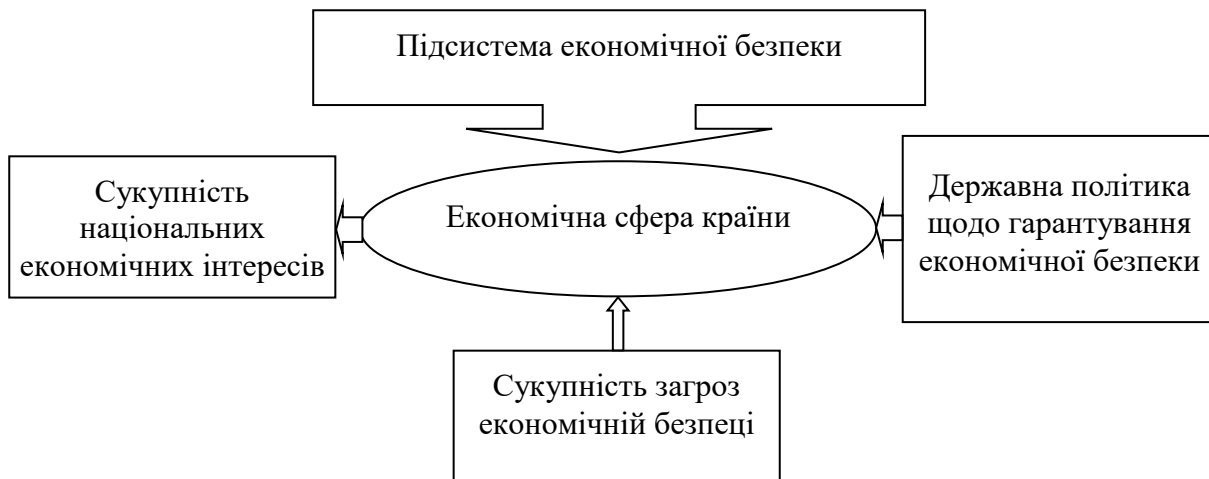 Підсистема економічної безпеки
Сукупність
національних
економічних інтересів
Економічна сфера країни
Державна політика
щодо гарантування
економічної безпеки
Сукупність загроз
економічній безпеці